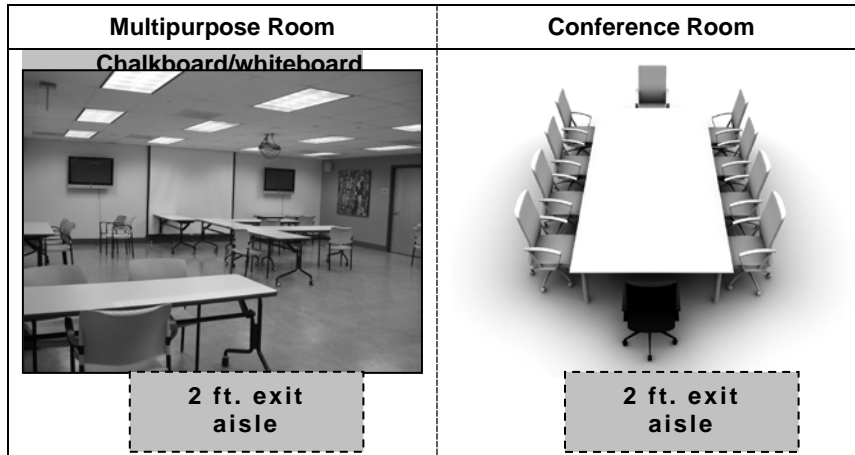 Multipurpose Room
Conference Room
Chalkboard/whiteboard
2 ft. exit
aisle
2 ft. exit
aisle